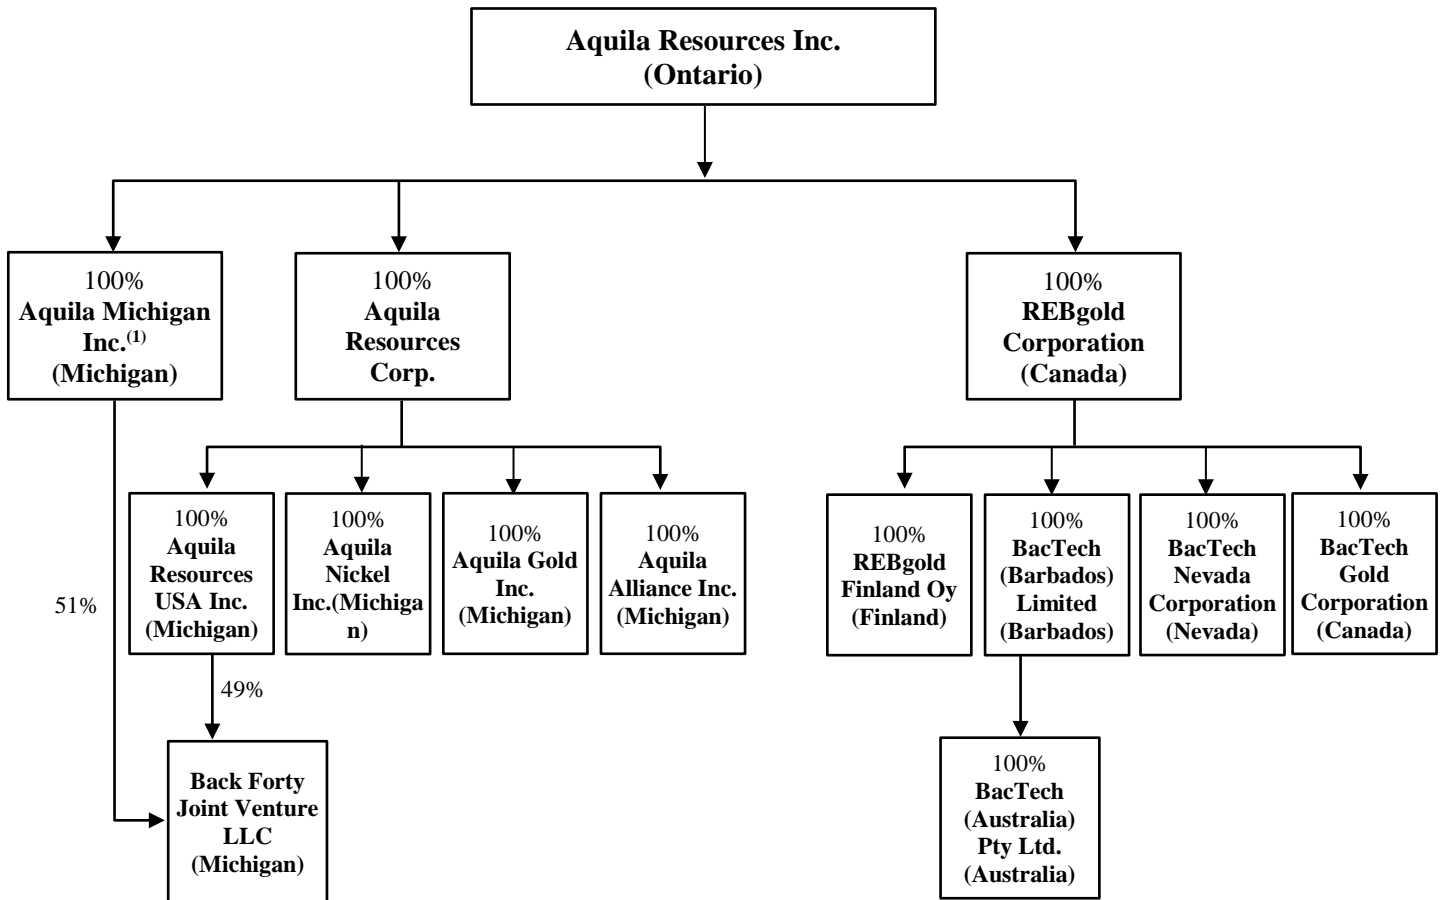 Aquila Resources Inc.
(Ontario)
100%
Aquila Michigan
Inc.(1)
(Michigan)
100%
Aquila
Resources
Corp.
100%
REBgold
Corporation
(Canada)
100%
Aquila
Resources
USA Inc.
(Michigan)
100%
Aquila
Nickel
Inc.(Michiga
n)
100%
Aquila Gold
Inc.
(Michigan)
100%
Aquila
Alliance Inc.
(Michigan)
100%
REBgold
Finland Oy
(Finland)
100%
BacTech
(Barbados)
Limited
(Barbados)
100%
BacTech
Nevada
Corporation
(Nevada)
100%
BacTech
Gold
Corporation
(Canada)
51%
49%
Back Forty
Joint Venture
LLC
(Michigan)
100%
BacTech
(Australia)
Pty Ltd.
(Australia)